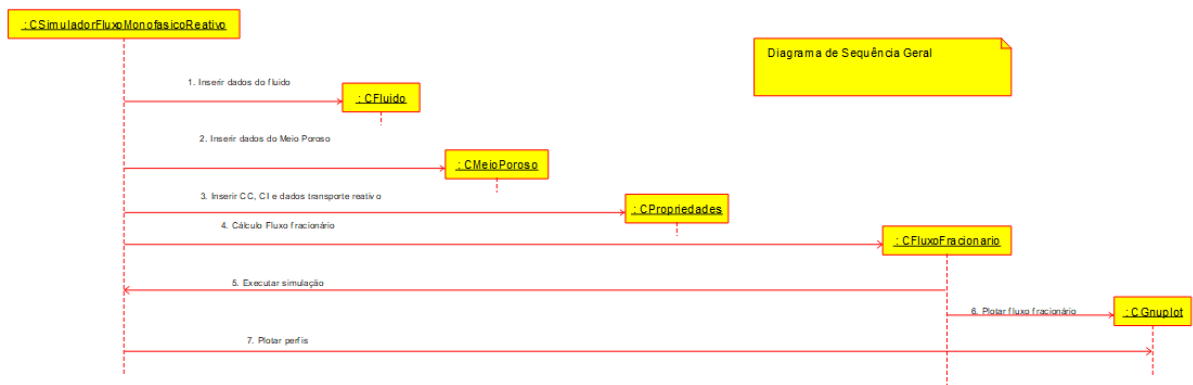 : CSimuladorFluxoMonofasicoReativo
Diagrama de Sequência Geral
1. Inserir dados do fluido
: CFluido
2. Inserir dados do Meio Poroso
: CMeioPoroso
3. Inserir CC, CI e dados transporte reativo
: CPropriedades
4. Cálculo Fluxo fracionário
: CFluxoFracionario
5. Executar simulação
6. Plotar fluxo fracionário
: CGnuplot
7. Plotar perfis